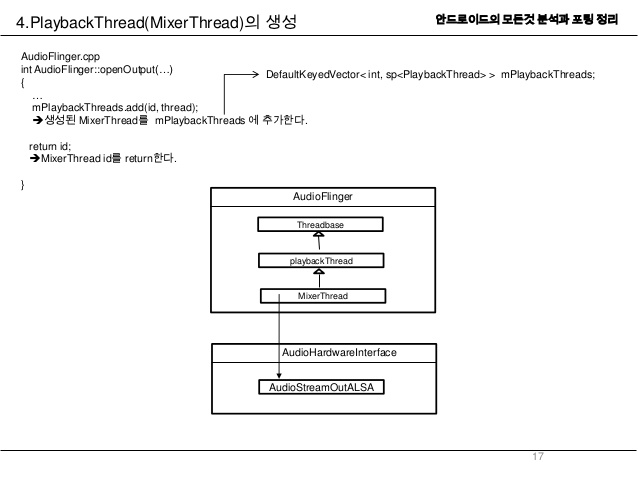 4.PlaybackThread(MixerThread)의 생성
안드로이드의 모든것 분석과 포팅 정리
AudioFlinger.cpp
int AudioFlinger::openOutput(…)
{
…
mPlaybackThreads.add(id, thread);
➔생성된 MixerThread를 mPlaybackThreads 에 추가한다.
DefaultKeyedVector< int, sp<PlaybackThread> > mPlaybackThreads;
return id;
➔MixerThread id를 return한다.
}
AudioFlinger
Threadbase
playbackThread
MixerThread
AudioHardwareInterface
AudioStreamOutALSA
17